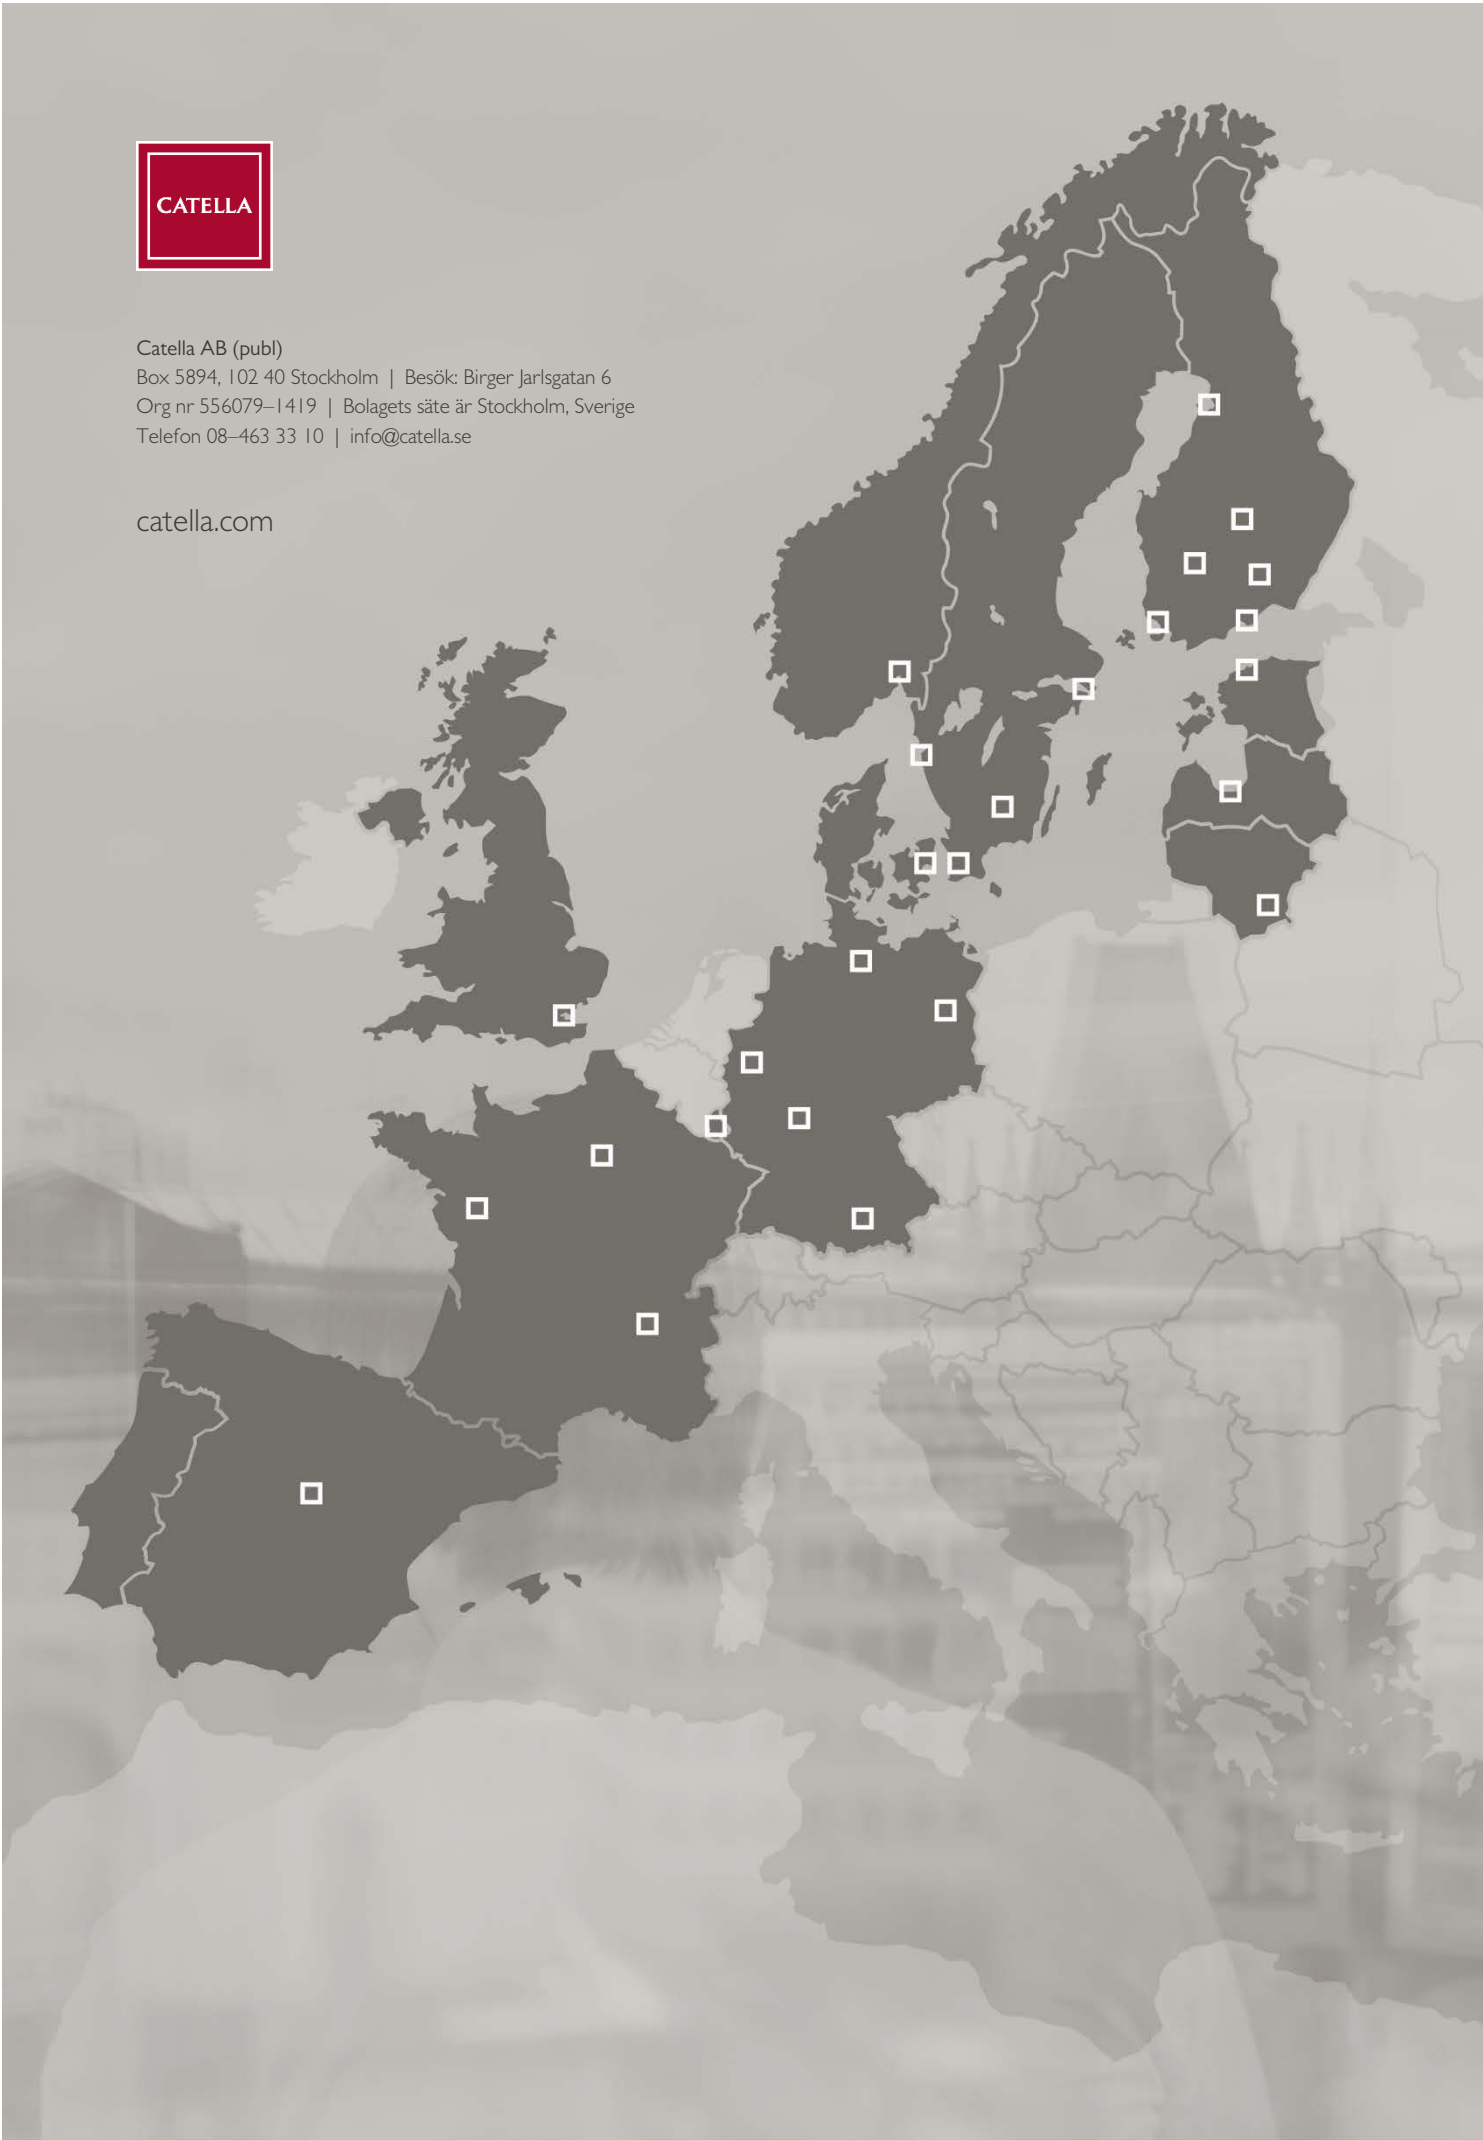 CATELLA
Catella AB (publ)
Box 5894, 102 40 Stockholm | Besök: Birger Jarlsgatan 6
Org nr 556079–1419 | Bolagets säte är Stockholm, Sverige
Telefon 08–463 33 10 | info@catella.se
catella.com